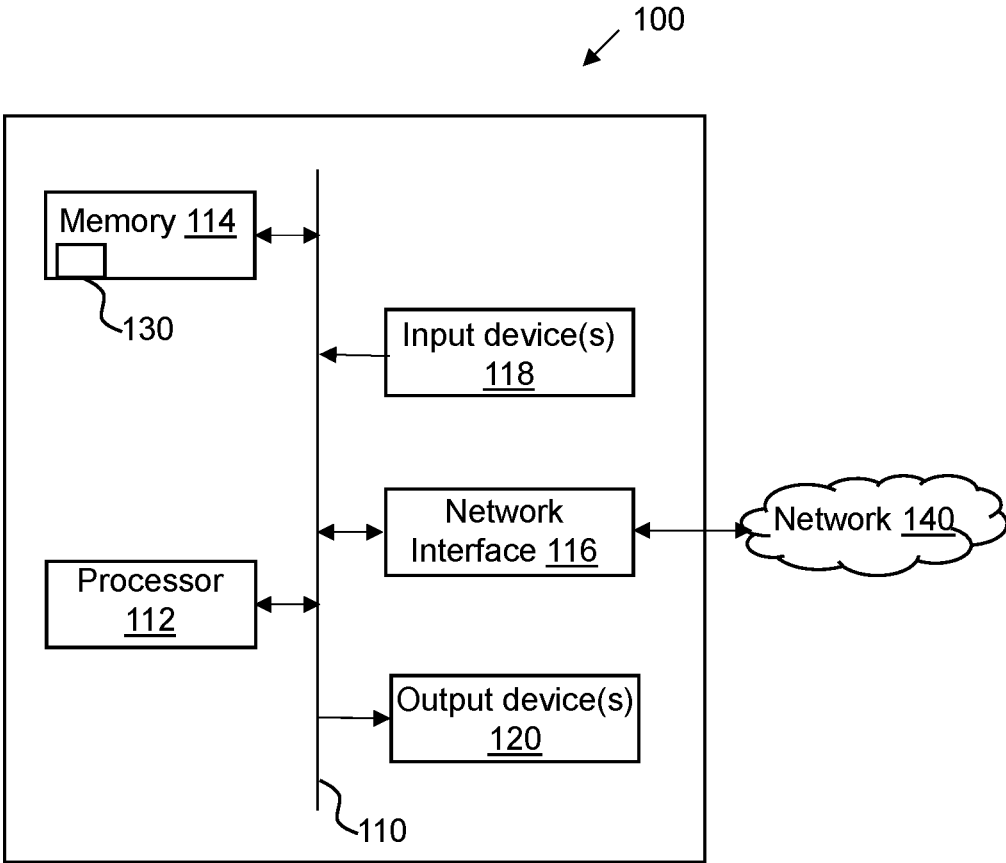 100
Memory 114
130
Input device(s)
118
Network
Interface 116
Network 140
Processor
112
Output device(s)
120
110